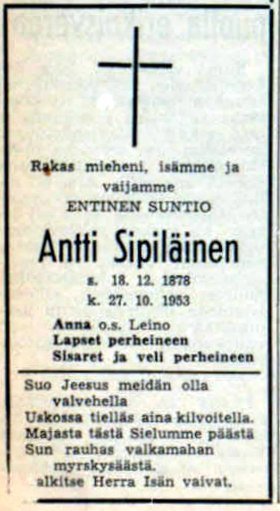 Rakas mieheni, isämme ja
vaijamme
ENTINEN SUNTIO
Antti Sipiläinen
s. 18. 12. 1878
k. 27. 10. 1953
Anna o.s. Leino
Lapset perheineen
Sisaret ja veli perheineen
Suo Jeesus meidän olla
valvehella
Uskossa tielläs aina kilvoitella.
Majasta tästä Sielumme päästä
Sun rauhas valkamahan
myrskysäästä.
alkitse Herra Isän vaivat.